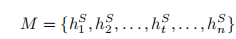 M = {h_1^S, h_2^S, ..., h_t^S, ..., h_n^S}